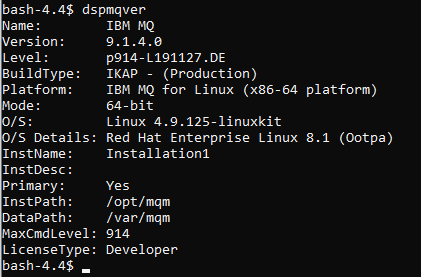 bash-4.4$ dspmqver
Name:        IBM MQ
Version:     9.1.4.0
Level:       p914-L191127.DE
BuildType:   IKAP - (Production)
Platform:    IBM MQ for Linux (x86-64 platform)
Mode:        64-bit
O/S:         Linux 4.9.125-linuxkit
O/S Details: Red Hat Enterprise Linux 8.1 (Ootpa)
InstName:    Installation1
InstDesc:
Primary:     Yes
InstPath:    /opt/mqm
DataPath:    /var/mqm
MaxCmdLevel: 914
LicenseType: Developer
bash-4.4$